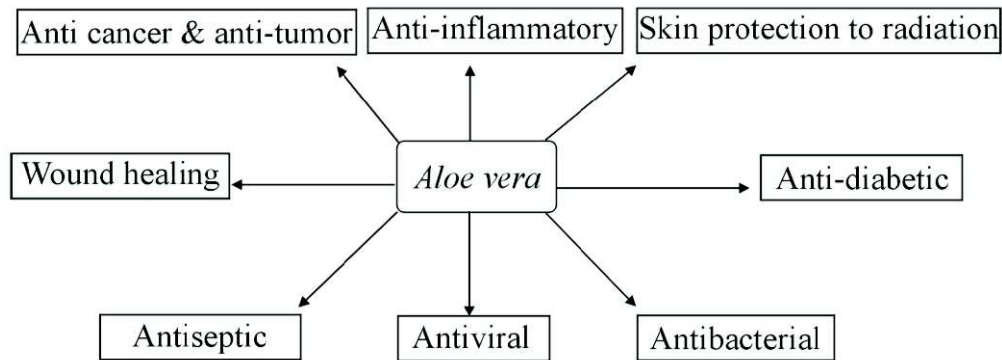 Anti cancer & anti-tumor
Anti-inflammatory
Skin protection to radiation
Wound healing
Aloe vera
Anti-diabetic
Antiseptic
Antiviral
Antibacterial